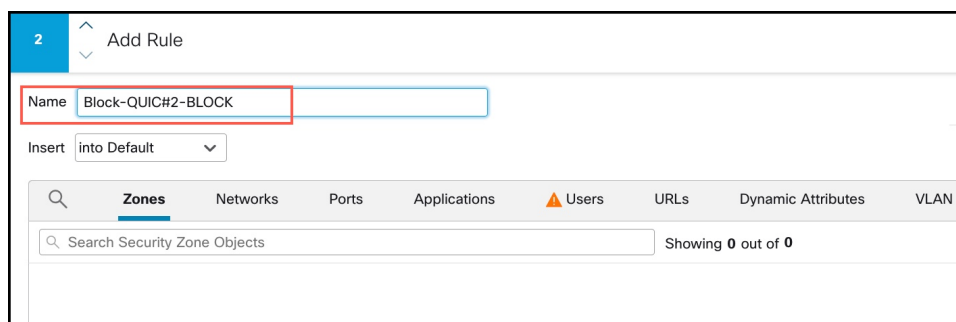 2 Add Rule
Name Block-QUIC#2-BLOCK
Insert into Default
Zones Networks Ports Applications Users URLs Dynamic Attributes VLAN
Search Security Zone Objects Showing 0 out of 0